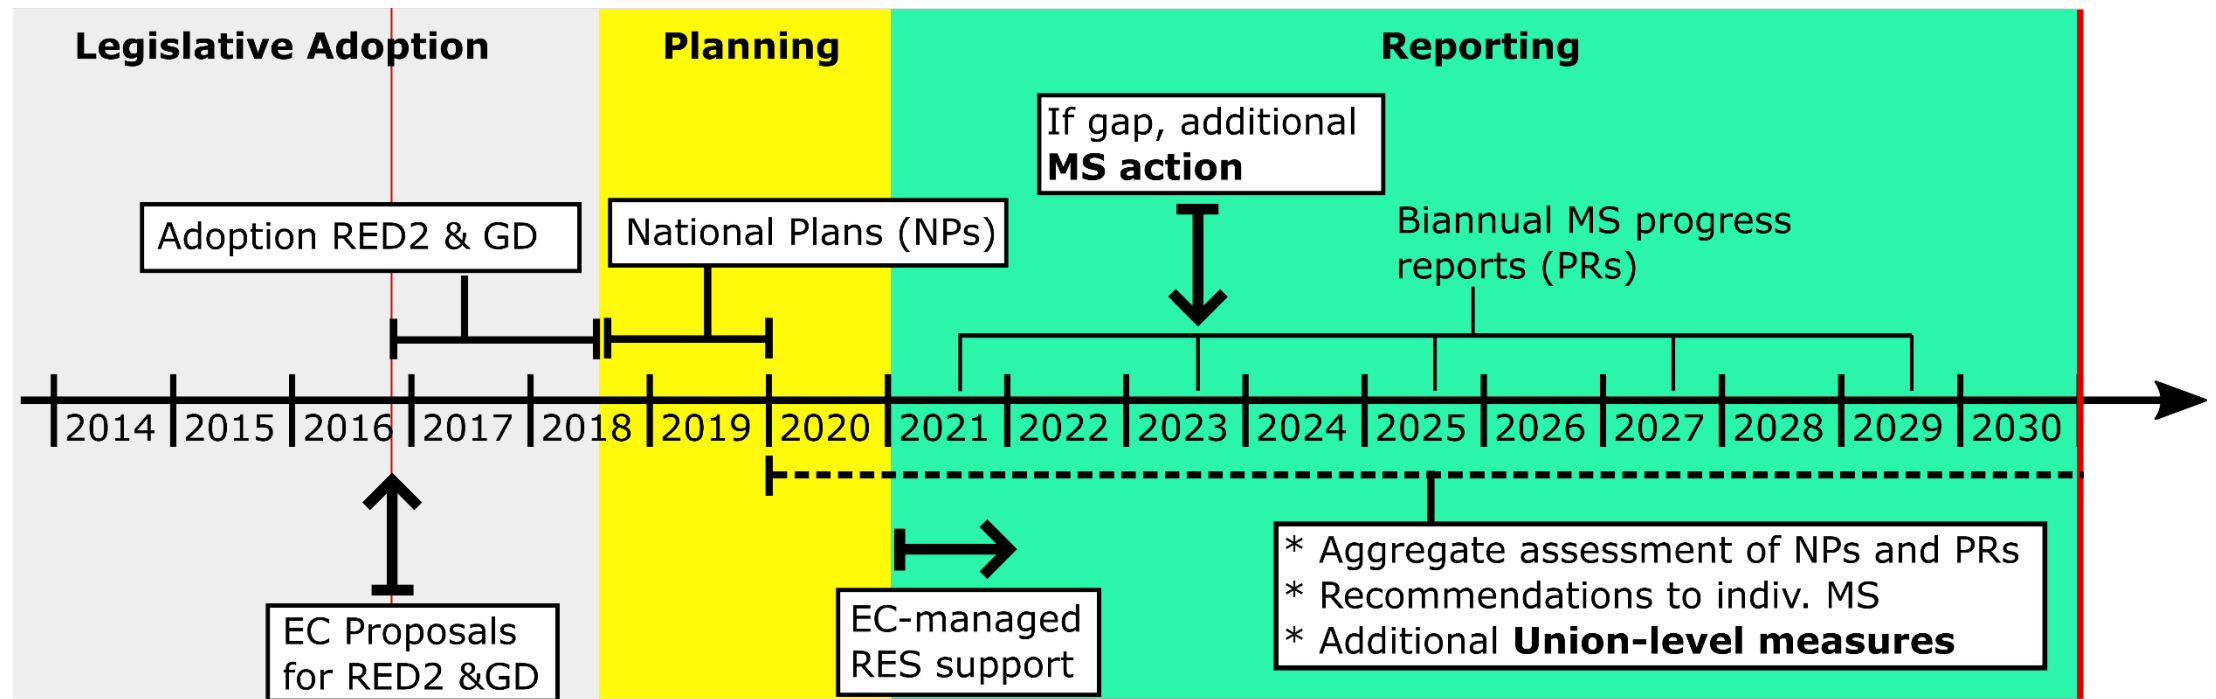 Legislative Adoption
Planning
Reporting
If gap, additional
MS action
Adoption RED2 & GD
National Plans (NPs)
Biannual MS progress
reports (PRs)
2014 2015 2016 2017 2018 2019 2020 2021 2022 2023 2024 2025 2026 2027 2028 2029 2030
EC Proposals
for RED2 &GD
EC-managed
RES support
* Aggregate assessment of NPs and PRs
* Recommendations to indiv. MS
* Additional Union-level measures